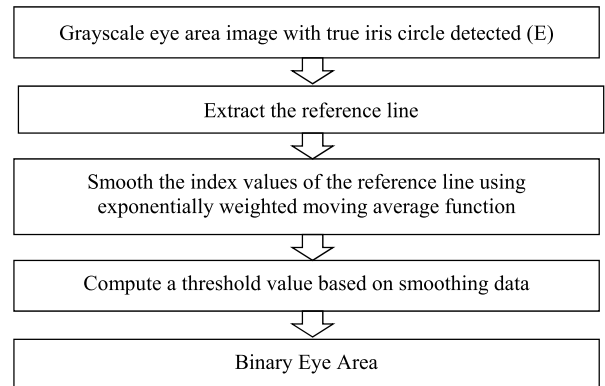 Grayscale eye area image with true iris circle detected (E)
Extract the reference line
Smooth the index values of the reference line using
exponentially weighted moving average function
Compute a threshold value based on smoothing data
Binary Eye Area